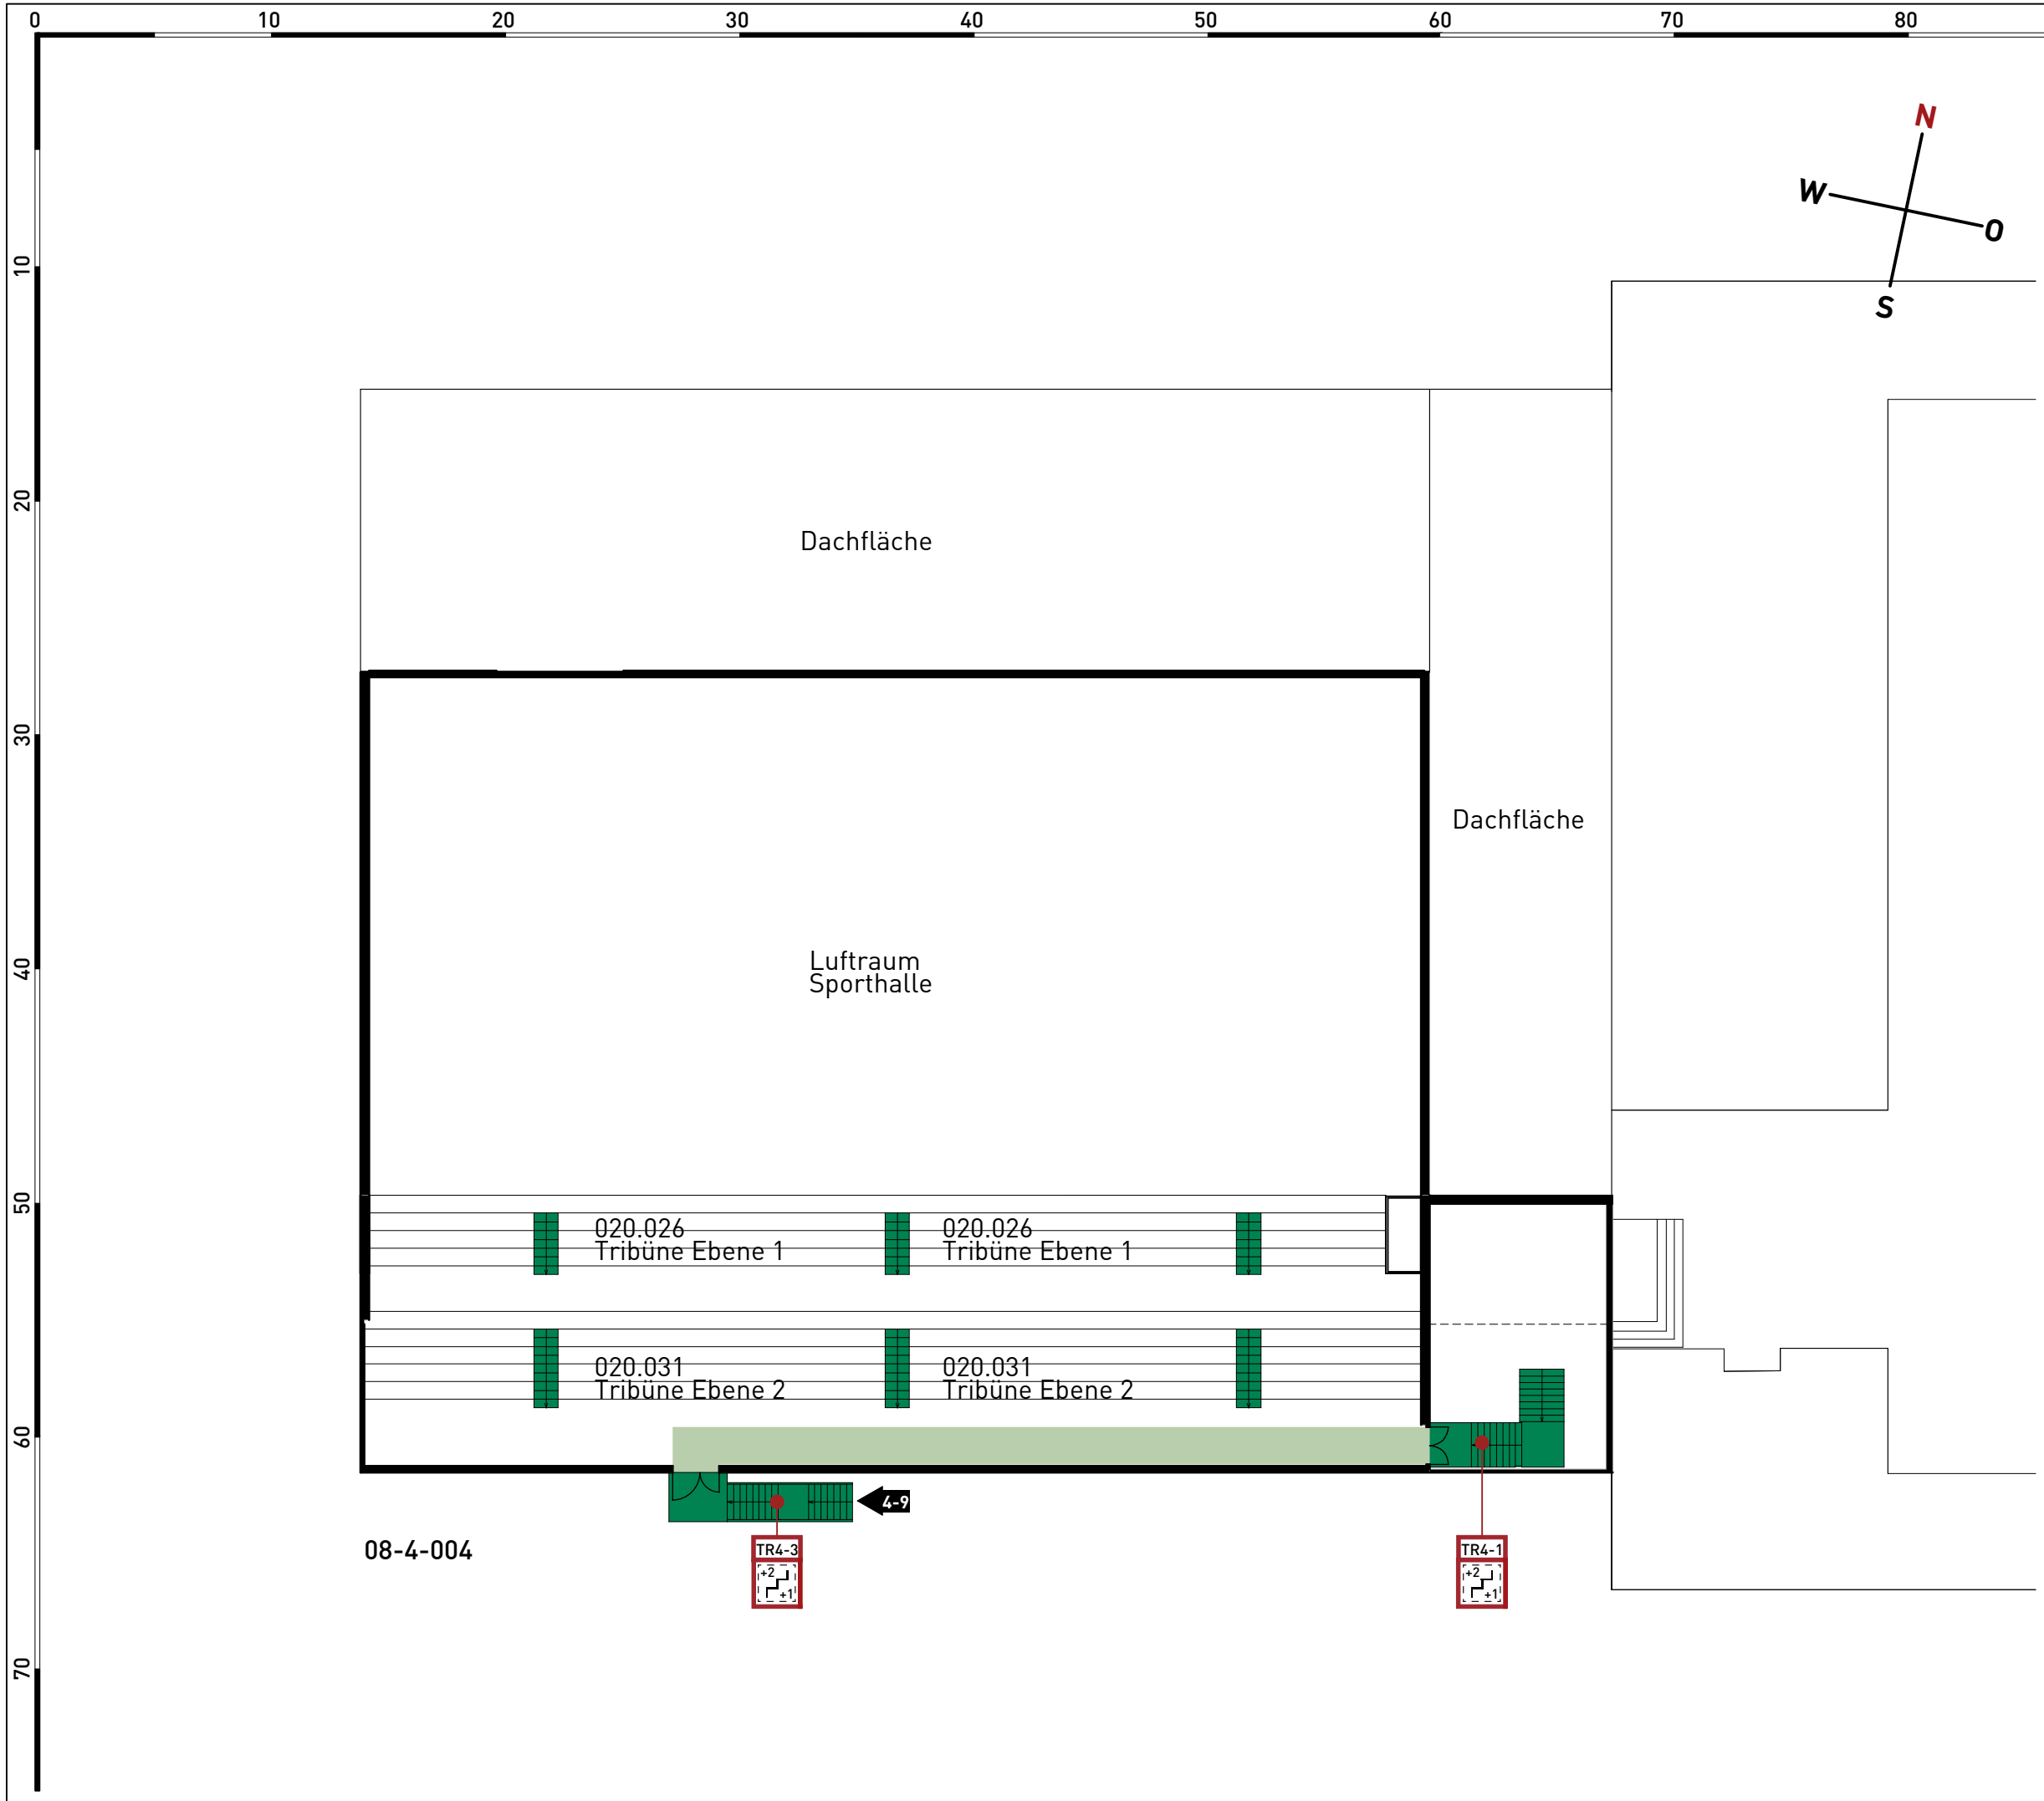 0 10 20 30 40 50 60 70 80
N
W
O
S
10
20
30
40
50
60
70
Dachfläche
Dachfläche
Luftraum
Sporthalle
020.026
Tribüne Ebene 1
020.026
Tribüne Ebene 1
020.031
Tribüne Ebene 2
020.031
Tribüne Ebene 2
4-9
08-4-004
TR4-3
+2
+1
TR4-1
+2
+1